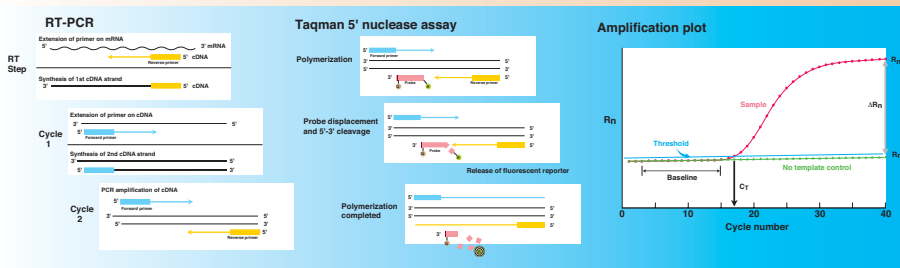 RT-PCR
RT
Step
Extension of primer on mRNA
5' 3' mRNA
5' cDNA
Reverse primer
Synthesis of 1st cDNA strand
3' 5' cDNA
Cycle
1
Extension of primer on cDNA
3' 5'
5'
Forward primer
Synthesis of 2nd cDNA strand
3' 5'
5' 3'
Cycle
2
PCR amplification of cDNA
5'
Forward primer
3' 5'
5' 3'
5'
Reverse primer
Taqman 5' nuclease assay
Polymerization
5'
Forward primer
3' 5'
5' 3'
3' 5'
Probe Reverse primer
Probe displacement
and 5'-3' cleavage
5'
3' 5'
5' 3'
3' 5'
Probe
Release of fluorescent reporter
Polymerization
completed
5'
3' 5'
5' 3'
5'
3'
Amplification plot
Rn
Rn
Sample
ΔRn
Threshold
Rn
No template control
Baseline
CT
0 10 20 30 40
Cycle number